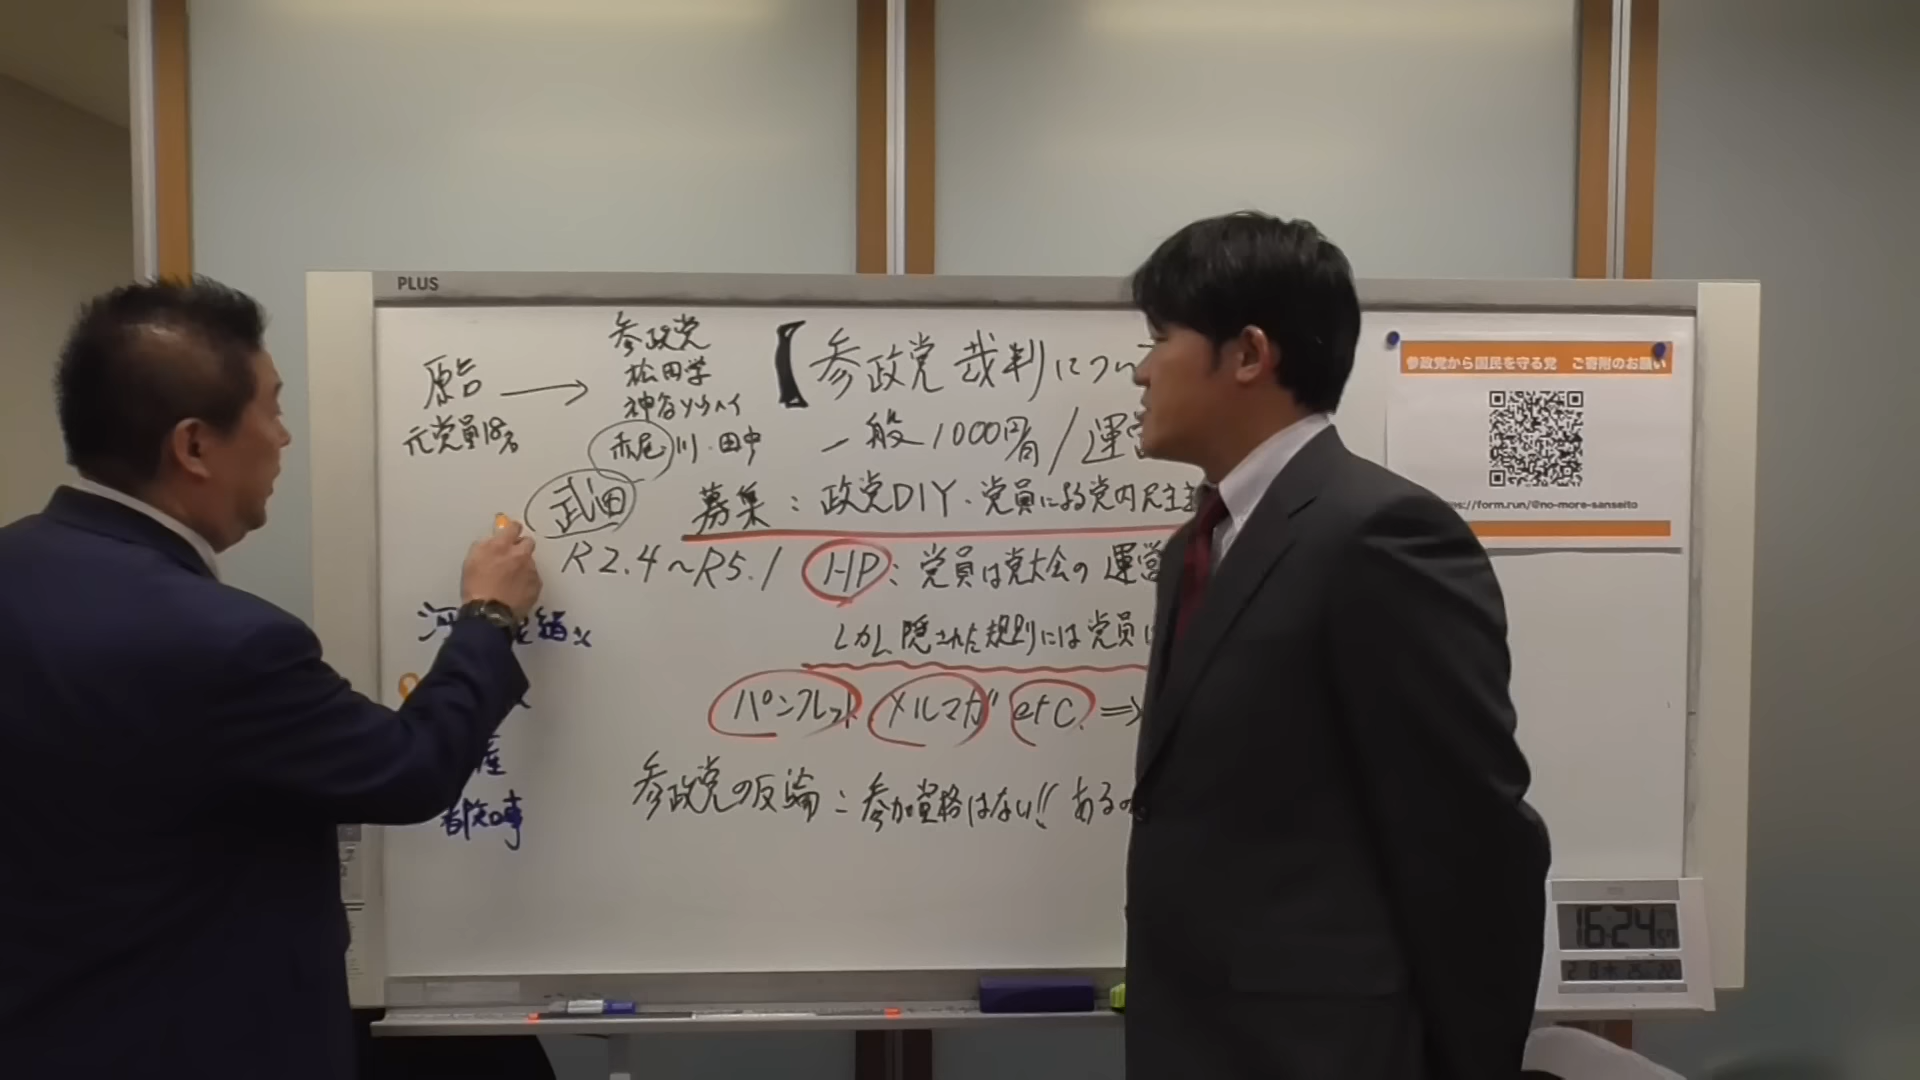 PLUS
原告
元党員18名
参政党
松田学
神谷ソウヘイ
赤尾 川・田中
武田
R2.4～R5.1
【参政党 裁判につい
一般1000円/月/運営
募集：政党DIY・党員による党内民主主
HP：党員は党大会の運営
しかし隠された規則には党員に
パンフレット メルマガ etc. ⇒
参政党の反論：参加資格はない!! あるの
都知事
参政党から国民を守る党 ご寄附のお願い
s://form.run/@no-more-sanseito
16:24